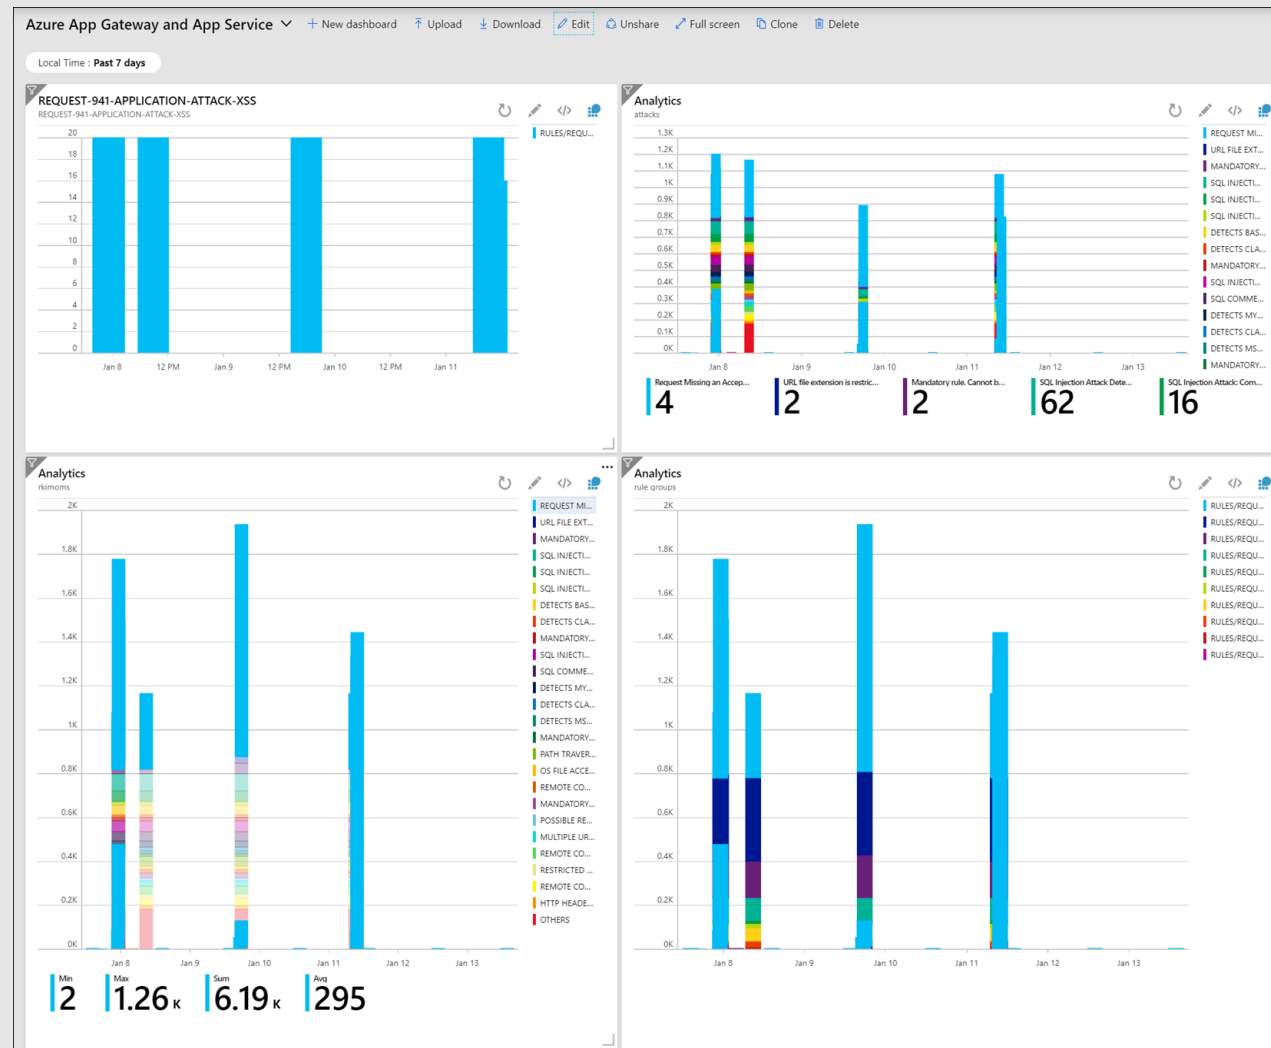 Azure App Gateway and App Service
New dashboard
Upload
Download
Edit
Unshare
Full screen
Clone
Delete
Local Time : Past 7 days
REQUEST-941-APPLICATION-ATTACK-XSS
REQUEST-941-APPLICATION-ATTACK-XSS
20
18
16
14
12
10
8
6
4
2
0
Jan 8
12 PM
Jan 9
12 PM
Jan 10
12 PM
Jan 11
RULES/REQU...
Analytics
attacks
1.3K
1.2K
1.1K
1K
0.9K
0.8K
0.7K
0.6K
0.5K
0.4K
0.3K
0.2K
0.1K
0K
Jan 8
Jan 9
Jan 10
Jan 11
Jan 12
Jan 13
REQUEST MI...
URL FILE EXT...
MANDATORY...
SQL INJECTI...
SQL INJECTI...
SQL INJECTI...
DETECTS BAS...
DETECTS CLA...
MANDATORY...
SQL INJECTI...
SQL COMME...
DETECTS MY...
DETECTS CLA...
DETECTS MS...
MANDATORY...
Request Missing an Accep...
4
URL file extension is restric...
2
Mandatory rule. Cannot b...
2
SQL Injection Attack Dete...
62
SQL Injection Attack: Com...
16
Analytics
rkimoms
2K
1.8K
1.6K
1.4K
1.2K
1K
0.8K
0.6K
0.4K
0.2K
0K
Jan 8
Jan 9
Jan 10
Jan 11
Jan 12
Jan 13
REQUEST MI...
URL FILE EXT...
MANDATORY...
SQL INJECTI...
SQL INJECTI...
SQL INJECTI...
DETECTS BAS...
DETECTS CLA...
MANDATORY...
SQL INJECTI...
SQL COMME...
DETECTS MY...
DETECTS CLA...
DETECTS MS...
MANDATORY...
PATH TRAVER...
OS FILE ACCE...
REMOTE CO...
MANDATORY...
POSSIBLE RE...
MULTIPLE UR...
REMOTE CO...
RESTRICTED ...
REMOTE CO...
HTTP HEADE...
OTHERS
Min
2
Max
1.26 K
Sum
6.19 K
Avg
295
Analytics
rule groups
2K
1.8K
1.6K
1.4K
1.2K
1K
0.8K
0.6K
0.4K
0.2K
0K
Jan 8
Jan 9
Jan 10
Jan 11
Jan 12
Jan 13
RULES/REQU...
RULES/REQU...
RULES/REQU...
RULES/REQU...
RULES/REQU...
RULES/REQU...
RULES/REQU...
RULES/REQU...
RULES/REQU...
RULES/REQU...